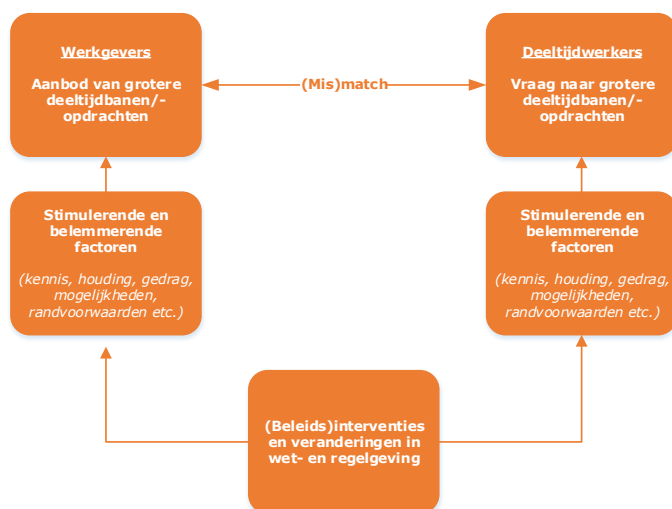 Werkgevers
Aanbod van grotere
deeltijdbanen/-
opdrachten
(Mis)match
Deeltijdwerkers
Vraag naar grotere
deeltijdbanen/-
opdrachten
Stimulerende en
belemmerende
factoren
(kennis, houding, gedrag,
mogelijkheden,
randvoorwaarden etc.)
Stimulerende en
belemmerende
factoren
(kennis, houding, gedrag,
mogelijkheden,
randvoorwaarden etc.)
(Beleids)interventies
en veranderingen in
wet- en regelgeving